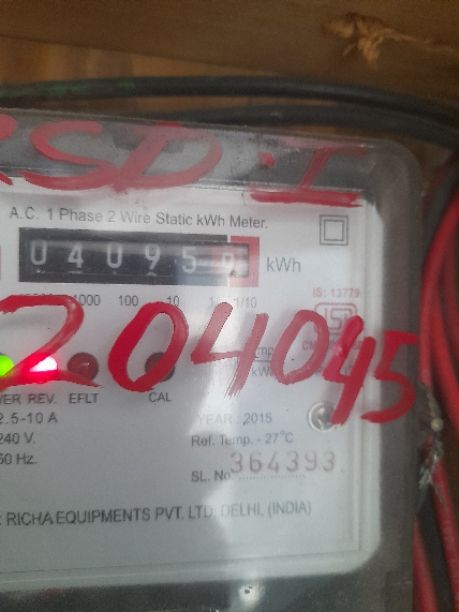 RSD-I
A.C. 1 Phase 2 Wire Static kWh Meter.
04095
kWh
1000 100 10 1 1/10
IS: 13779
204045
REV. EFLT CAL
2.5-10 A
YEAR : 2015
240 V.
Ref. Temp. - 27°C
50 Hz.
SL. No. 364393
: RICHA EQUIPMENTS PVT. LTD. DELHI, (INDIA)